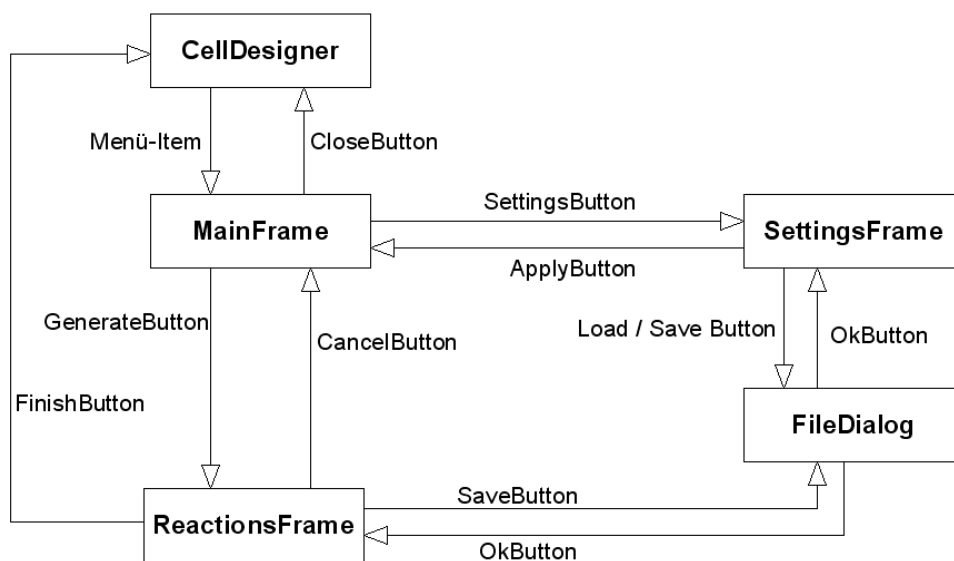 CellDesigner
Menü-Item
CloseButton
MainFrame
SettingsButton
SettingsFrame
ApplyButton
GenerateButton
CancelButton
Load / Save Button
OkButton
FinishButton
FileDialog
ReactionsFrame
SaveButton
OkButton